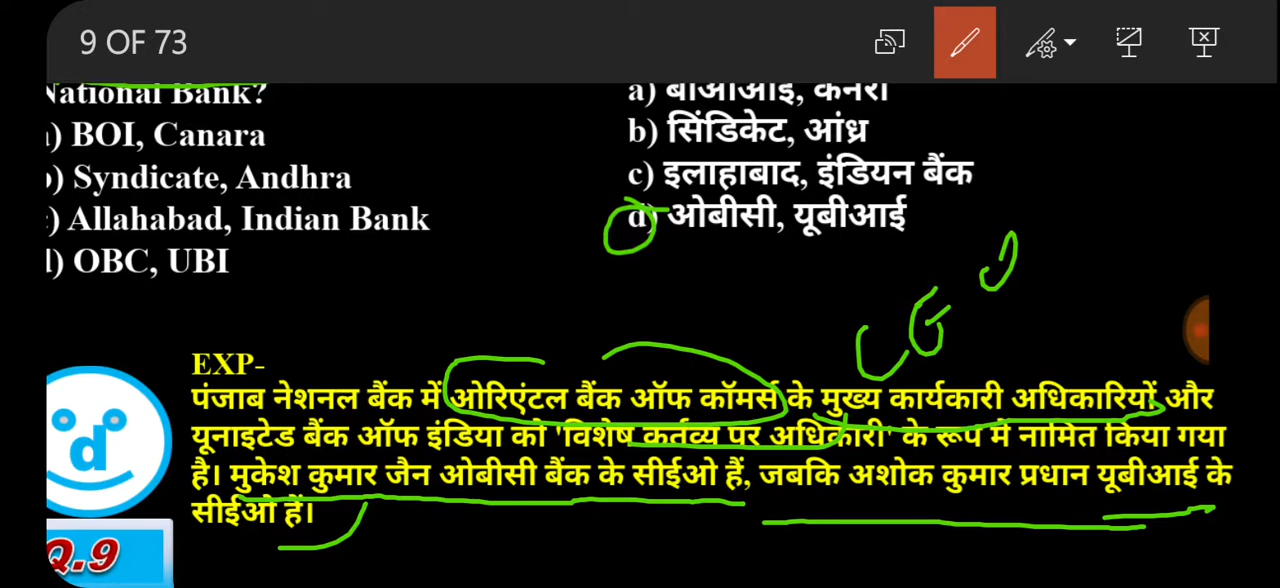 9 OF 73
National Bank?
a) बीओआई, केनरा
) BOI, Canara
b) सिंडिकेट, आंध्र
) Syndicate, Andhra
c) इलाहाबाद, इंडियन बैंक
) Allahabad, Indian Bank
d) ओबीसी, यूबीआई
) OBC, UBI
EXP-
पंजाब नेशनल बैंक में ओरिएंटल बैंक ऑफ कॉमर्स के मुख्य कार्यकारी अधिकारियों और
यूनाइटेड बैंक ऑफ इंडिया को 'विशेष कर्तव्य पर अधिकारी' के रूप में नामित किया गया
है। मुकेश कुमार जैन ओबीसी बैंक के सीईओ हैं, जबकि अशोक कुमार प्रधान यूबीआई के
सीईओ हैं।
d
Q.9